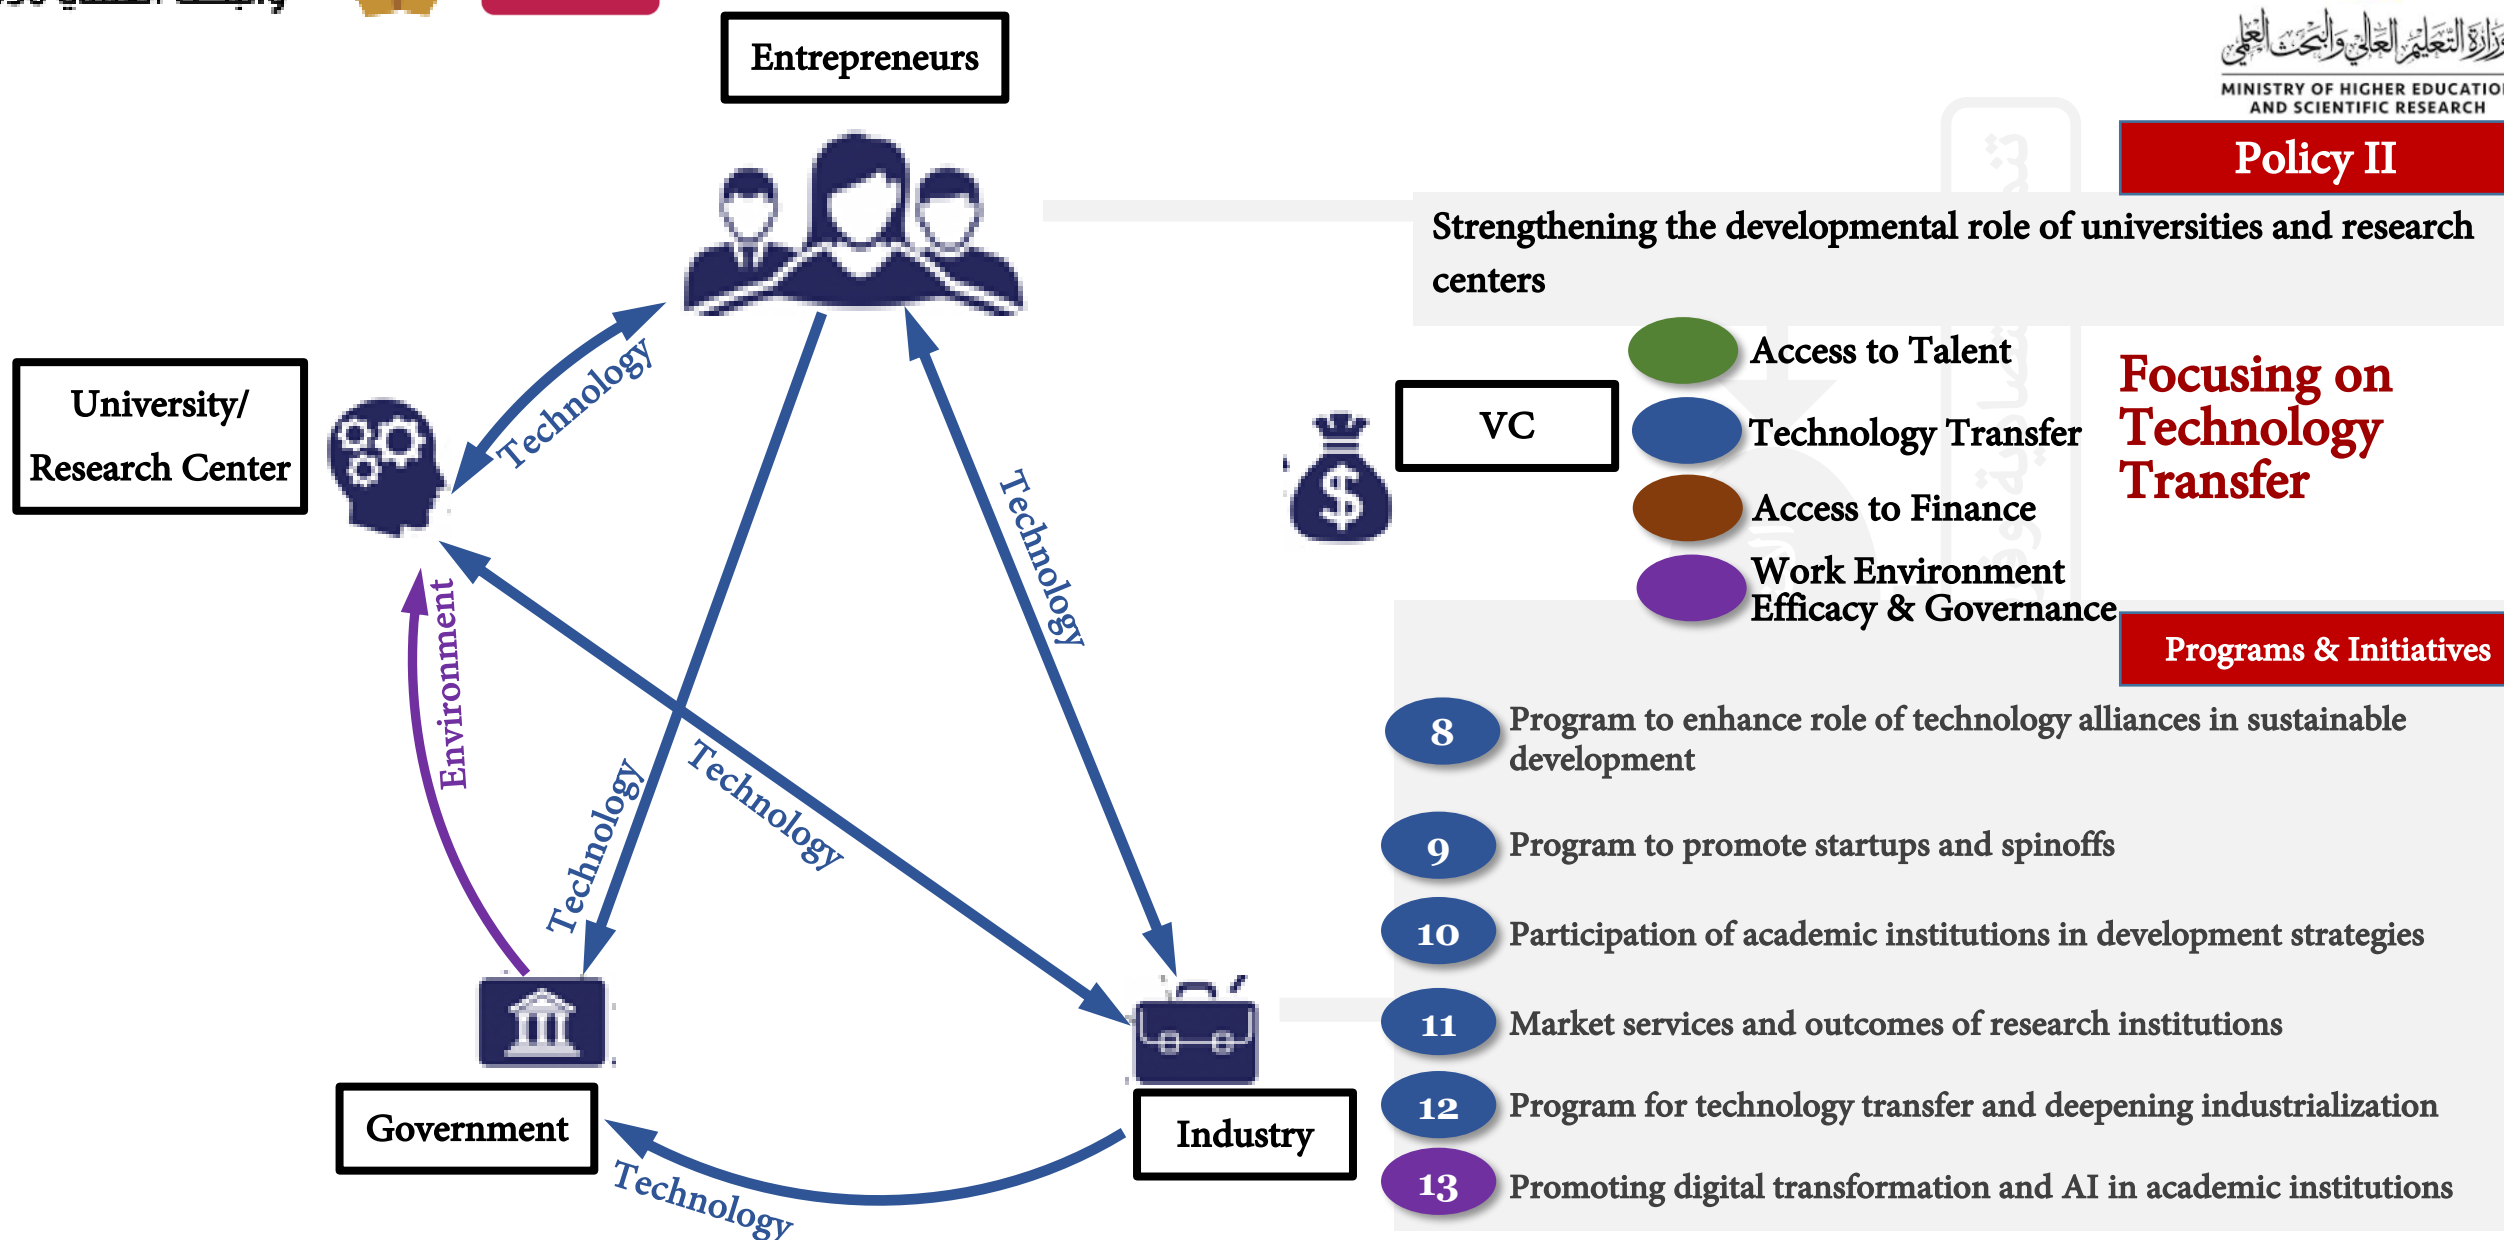 Entrepreneurs
وزارة التعليم العالي والبحث العلمي
MINISTRY OF HIGHER EDUCATION
AND SCIENTIFIC RESEARCH
Policy II
Strengthening the developmental role of universities and research
centers
University/
Research Center
Technology
Technology
Environment
Technology
Technology
VC
Access to Talent
Technology Transfer
Access to Finance
Work Environment
Efficacy & Governance
Focusing on
Technology
Transfer
Programs & Initiatives
8 Program to enhance role of technology alliances in sustainable
development
9 Program to promote startups and spinoffs
10 Participation of academic institutions in development strategies
11 Market services and outcomes of research institutions
12 Program for technology transfer and deepening industrialization
13 Promoting digital transformation and AI in academic institutions
Government
Industry
Technology